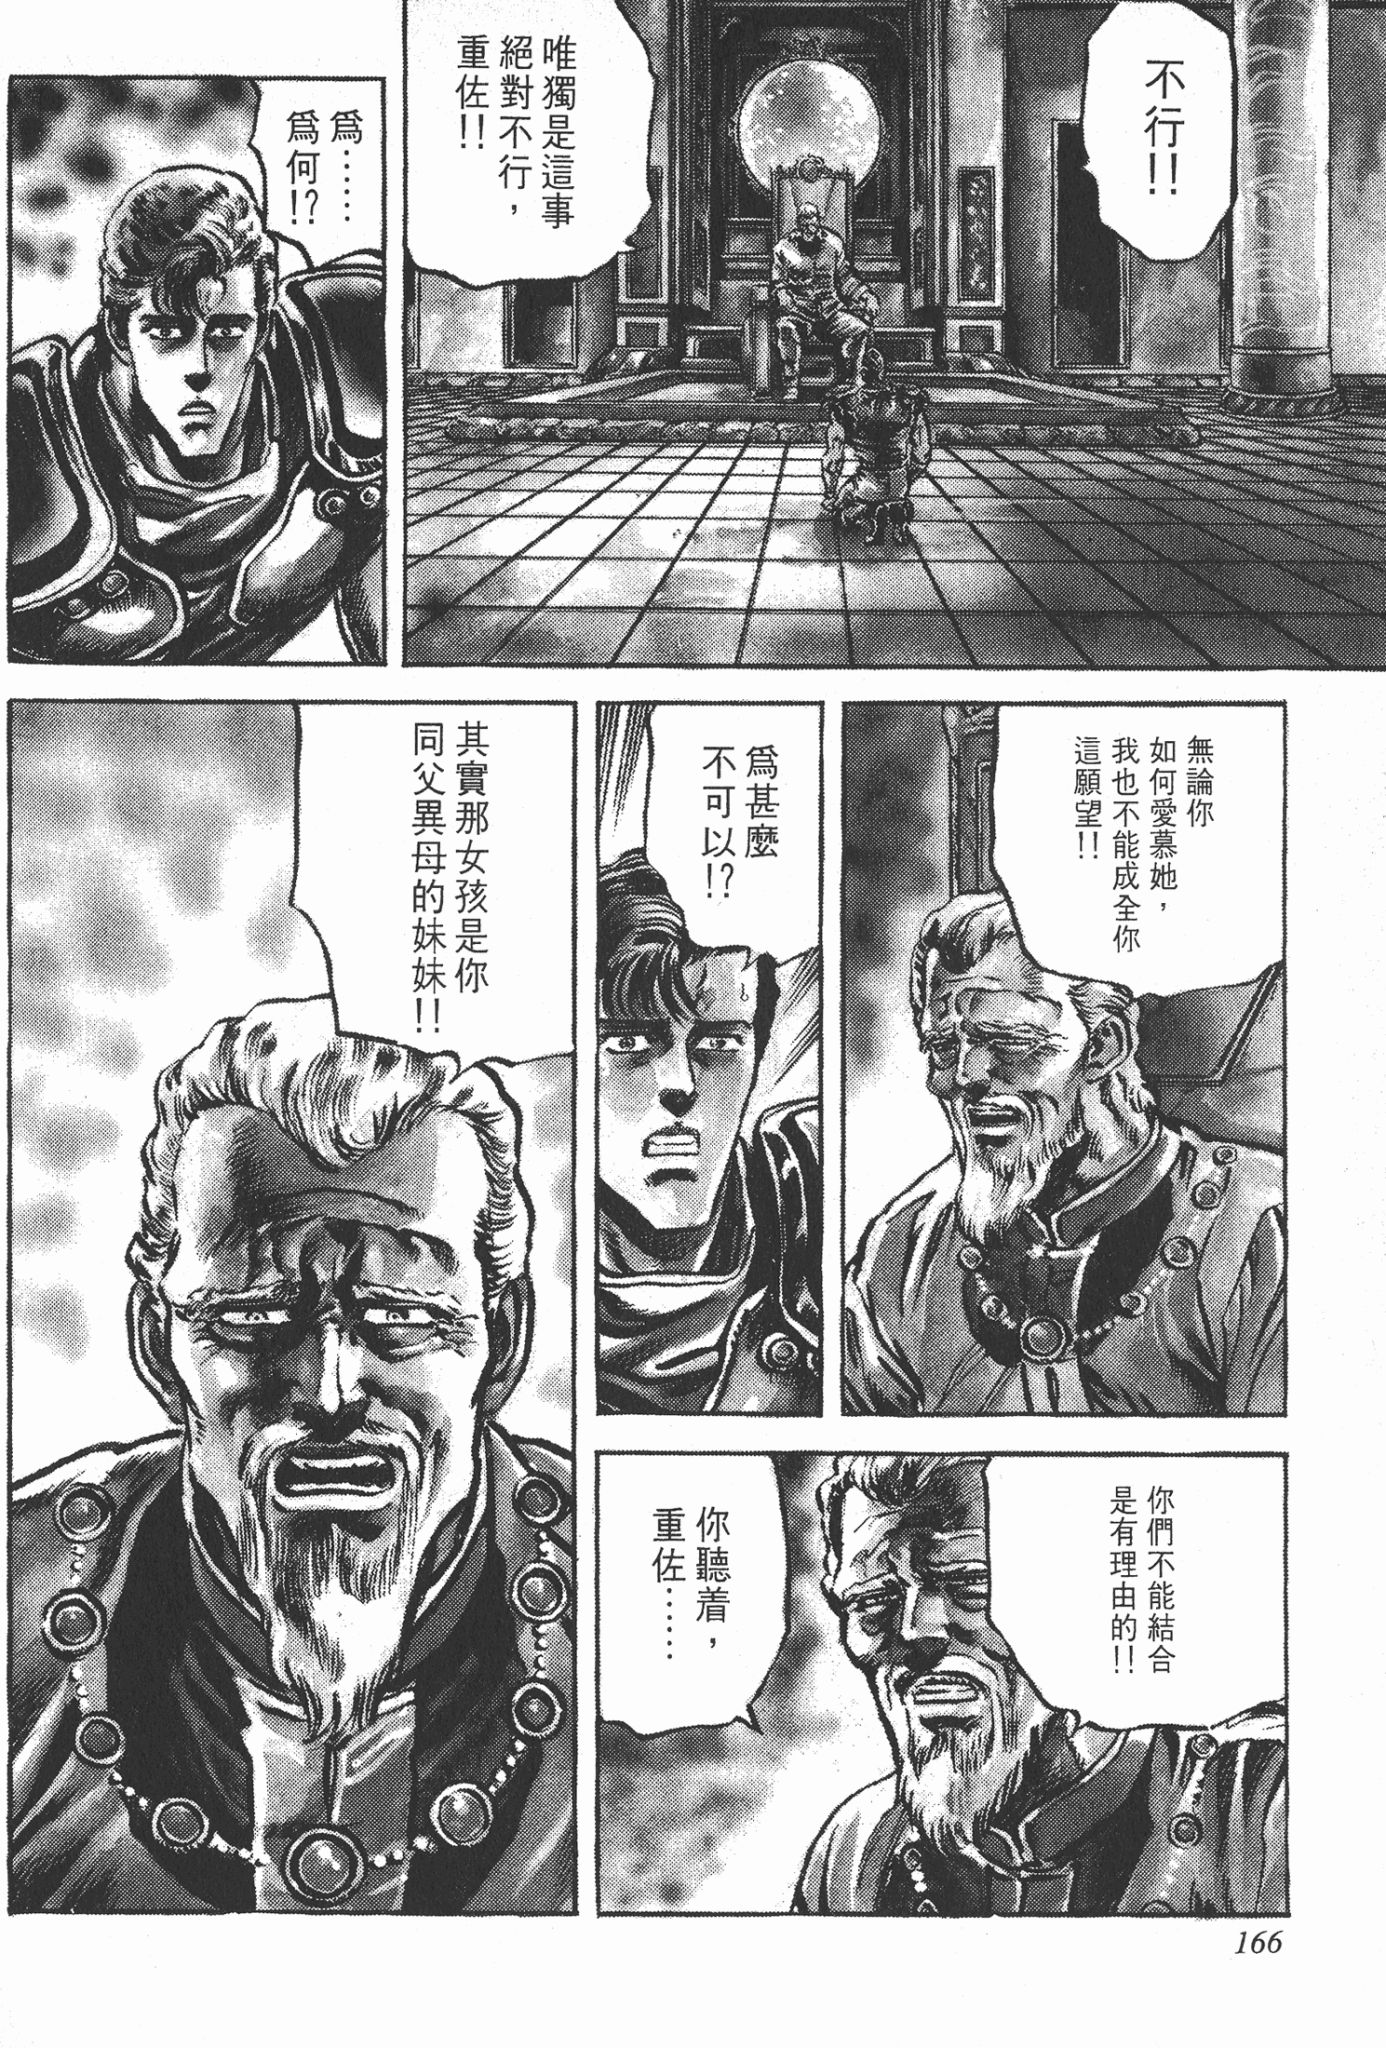 不行!!
唯獨是這事
絕對不行，
重佐!!
爲……
爲何!?
無論你
如何愛慕她，
我也不能成全你
這願望!!
爲甚麼
不可以!?
你們不能結合
是有理由的!!
你聽着，
重佐……
其實那女孩是你
同父異母的妹妹!!
166